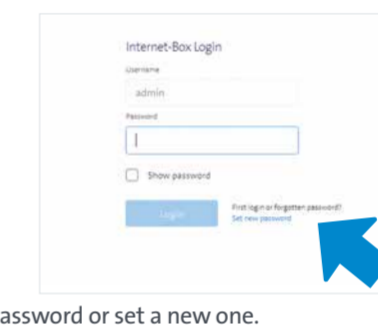 Internet-Box Login
Username
admin
Password
Show password
Login
First login or forgotten password?
Set new password
assword or set a new one.